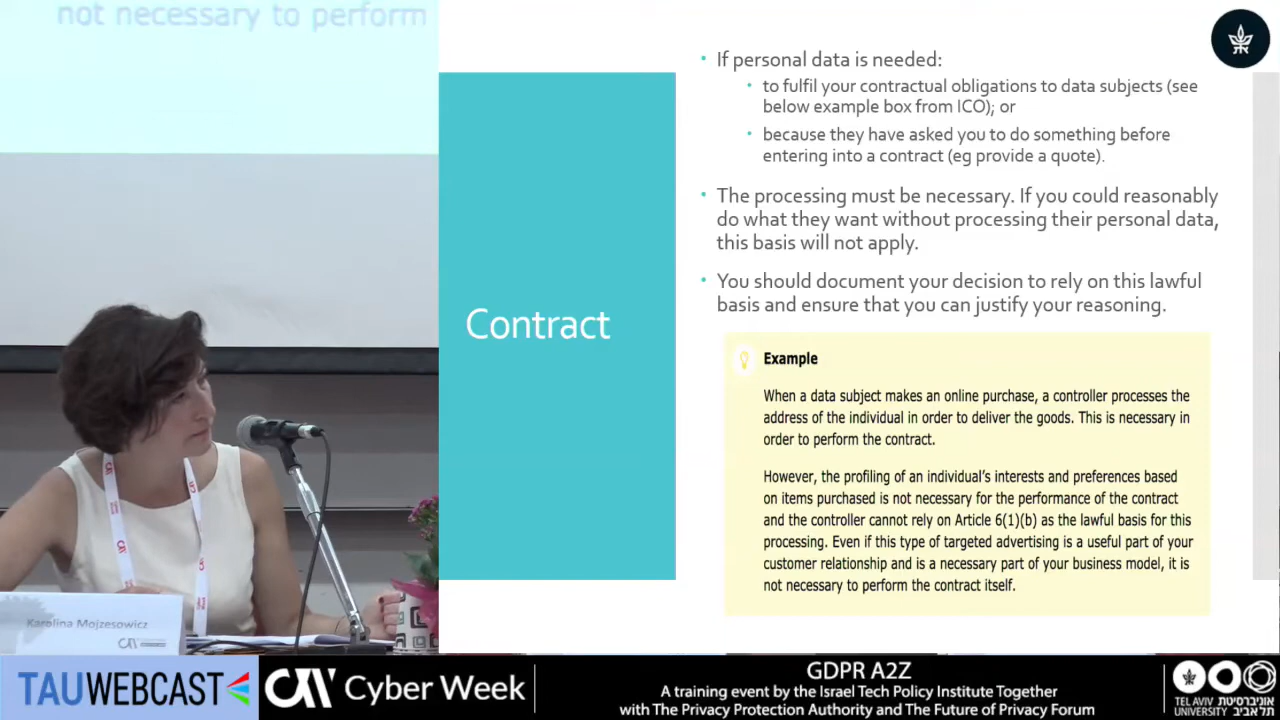 not necessary to perform
Karolina Mojzesowicz
Contract
• If personal data is needed:
• to fulfil your contractual obligations to data subjects (see
below example box from ICO); or
• because they have asked you to do something before
entering into a contract (eg provide a quote).
• The processing must be necessary. If you could reasonably
do what they want without processing their personal data,
this basis will not apply.
• You should document your decision to rely on this lawful
basis and ensure that you can justify your reasoning.
Example
When a data subject makes an online purchase, a controller processes the
address of the individual in order to deliver the goods. This is necessary in
order to perform the contract.
However, the profiling of an individual's interests and preferences based
on items purchased is not necessary for the performance of the contract
and the controller cannot rely on Article 6(1)(b) as the lawful basis for this
processing. Even if this type of targeted advertising is a useful part of your
customer relationship and is a necessary part of your business model, it is
not necessary to perform the contract itself.
TAUWEBCAST
Cyber Week
GDPR A2Z
A training event by the Israel Tech Policy Institute Together
with The Privacy Protection Authority and The Future of Privacy Forum
TEL AVIV אוניברסיטת
UNIVERSITY תל אביב